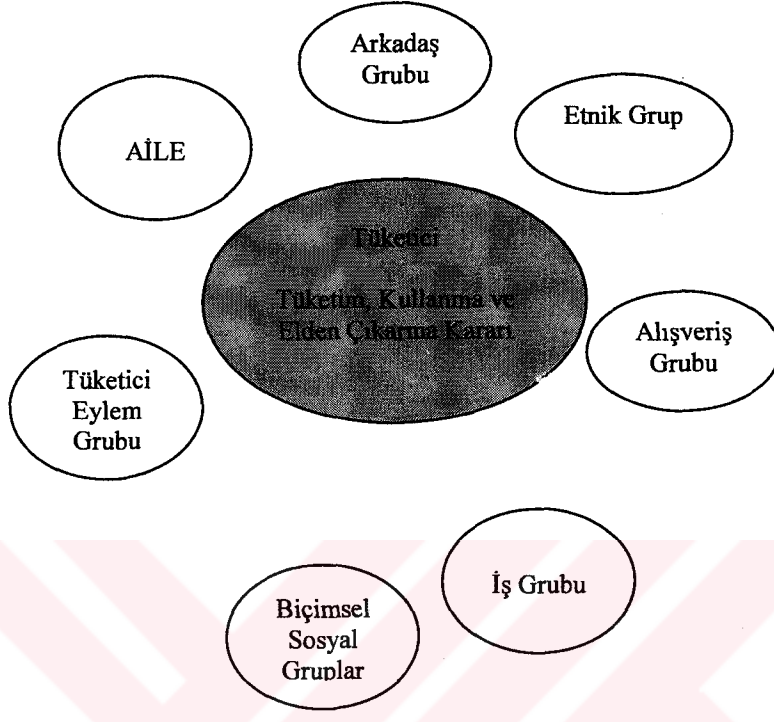 Arkadaş
Grubu
Etnik Grup
AİLE
Tüketici
Tüketim, Kullanma ve
Elden Çıkarma Kararı
Alışveriş
Grubu
Tüketici
Eylem
Grubu
İş Grubu
Biçimsel
Sosyal
Gruplar